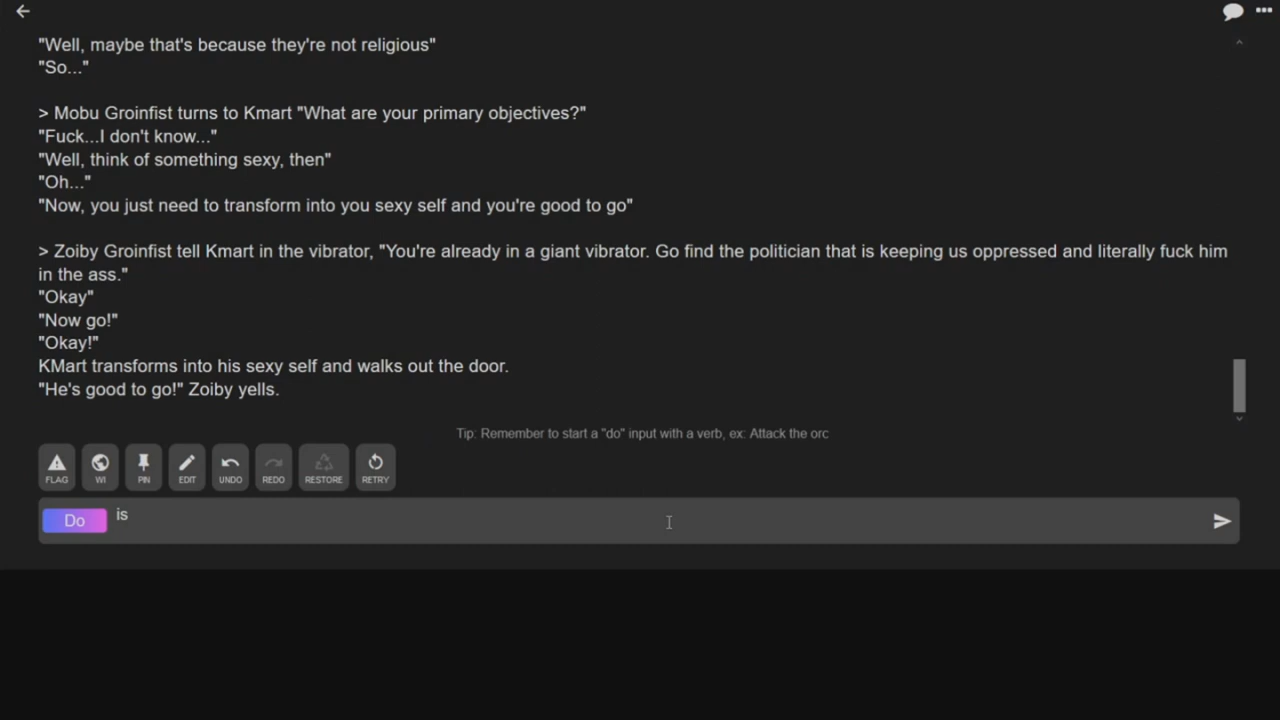 "Well, maybe that's because they're not religious"
"So..."
> Mobu Groinfist turns to Kmart "What are your primary objectives?"
"Fuck...I don't know..."
"Well, think of something sexy, then"
"Oh..."
"Now, you just need to transform into you sexy self and you're good to go"
> Zoiby Groinfist tell Kmart in the vibrator, "You're already in a giant vibrator. Go find the politician that is keeping us oppressed and literally fuck him
in the ass."
"Okay"
"Now go!"
"Okay!"
KMart transforms into his sexy self and walks out the door.
"He's good to go!" Zoiby yells.
Tip: Remember to start a "do" input with a verb, ex: Attack the orc
FLAG WI PIN EDIT UNDO REDO RESTORE RETRY
Do is